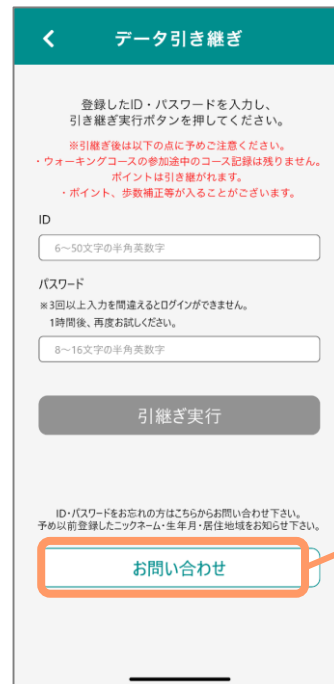 データ引き継ぎ
登録したID・パスワードを入力し、
引き継ぎ実行ボタンを押してください。
※引継ぎ後は以下の点に予めご注意ください。
・ウォーキングコースの参加途中のコース記録は残りません。
ポイントは引き継がれます。
・ポイント、歩数補正等が入ることがございます。
ID
6～50文字の半角英数字
パスワード
※3回以上入力を間違えるとログインができません。
1時間後、再度お試しください。
8～16文字の半角英数字
引継ぎ実行
ID・パスワードをお忘れの方はこちらからお問い合わせ下さい。
予め以前登録したニックネーム・生年月・居住地域をお知らせ下さい。
お問い合わせ